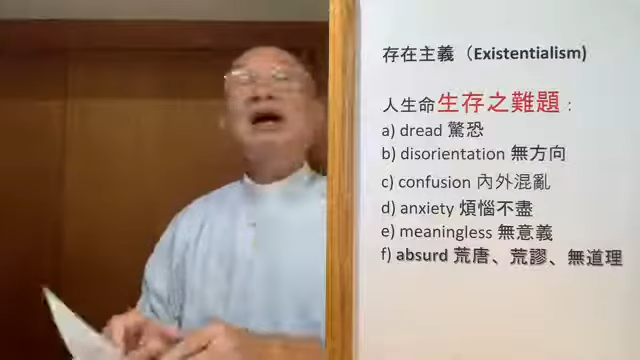 存在主義（Existentialism)
人生命生存之難題：
a) dread 驚恐
b) disorientation 無方向
c) confusion 內外混亂
d) anxiety 煩惱不盡
e) meaningless 無意義
f) absurd 荒唐、荒謬、無道理